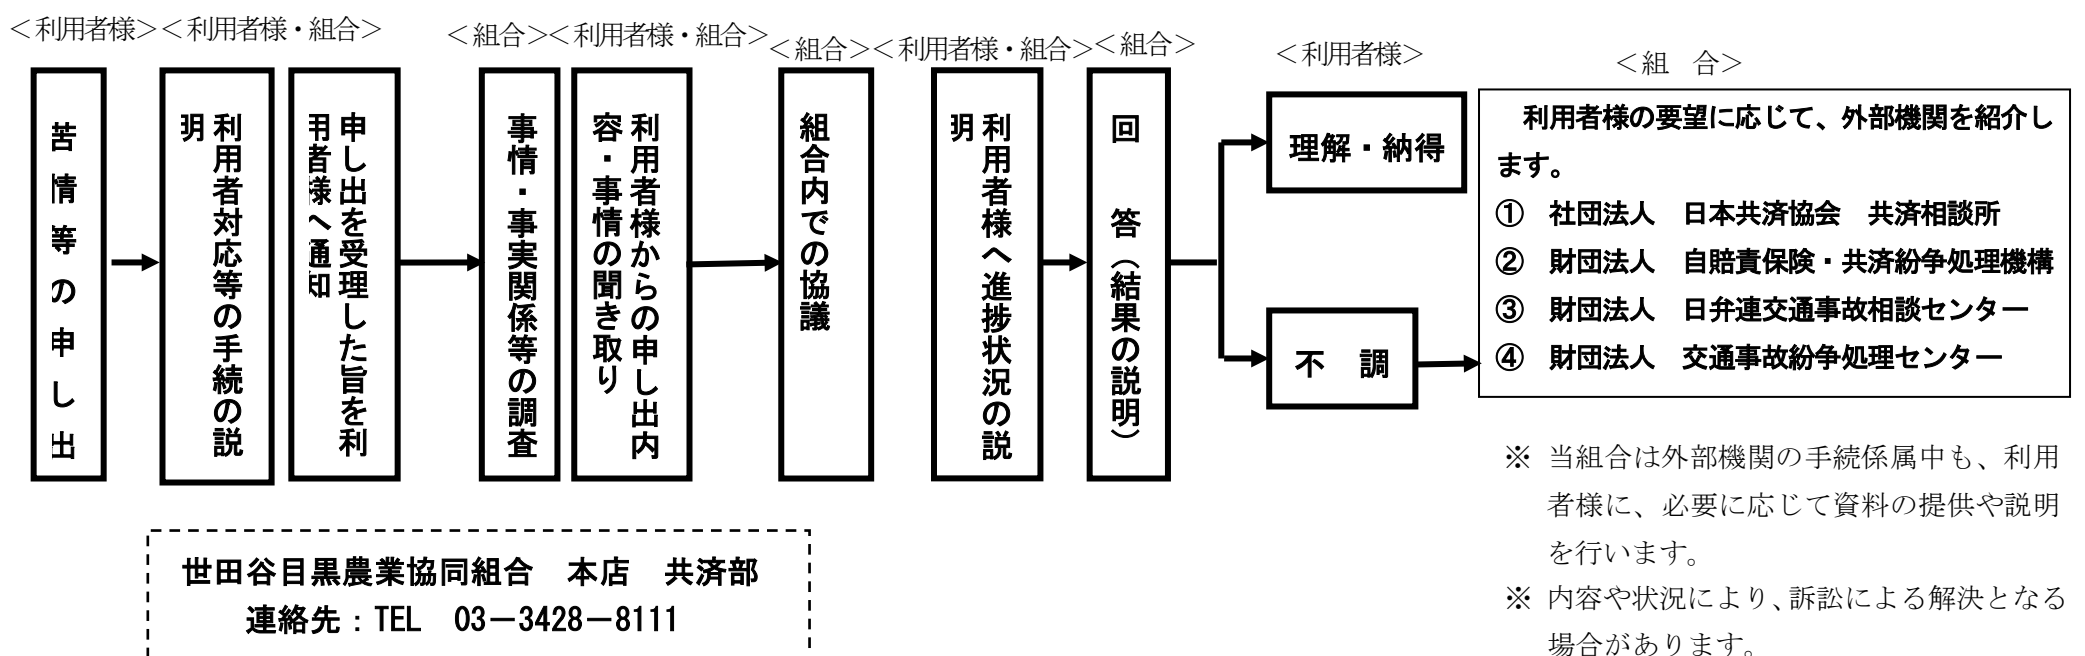 ＜利用者様＞＜利用者様・組合＞
＜組合＞＜利用者様・組合＞
＜組合＞＜利用者様・組合＞＜組合＞
＜利用者様＞
＜組　合＞
苦情等の申し出
利用者対応等の手続の説
明
申し出を受理した旨を利
用者様へ通知
事情・事実関係等の調査
利用者様からの申し出内
容・事情の聞き取り
組合内での協議
利用者様へ進捗状況の説
明
回　答（結果の説明）
理解・納得
不　調
利用者様の要望に応じて、外部機関を紹介し
ます。
①　社団法人　日本共済協会　共済相談所
②　財団法人　自賠責保険・共済紛争処理機構
③　財団法人　日弁連交通事故相談センター
④　財団法人　交通事故紛争処理センター
※ 当組合は外部機関の手続係属中も、利用
者様に、必要に応じて資料の提供や説明
を行います。
※ 内容や状況により、訴訟による解決となる
場合があります。
世田谷目黒農業協同組合　本店　共済部
連絡先：TEL　03－3428－8111